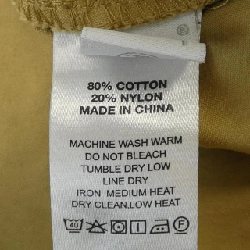 80% COTTON
20% NYLON
MADE IN CHINA
MACHINE WASH WARM
DO NOT BLEACH
TUMBLE DRY LOW
LINE DRY
IRON MEDIUM HEAT
DRY CLEAN,LOW HEAT
40